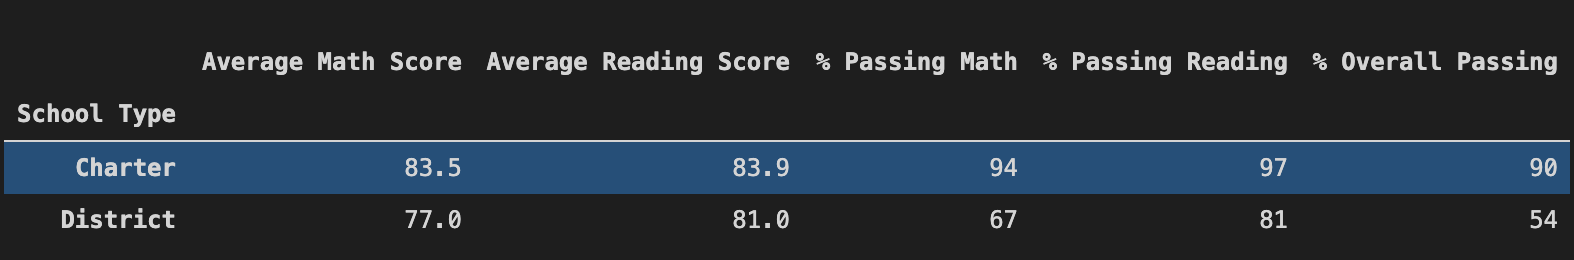 Average Math Score Average Reading Score % Passing Math % Passing Reading % Overall Passing
School Type
Charter 83.5 83.9 94 97 90
District 77.0 81.0 67 81 54